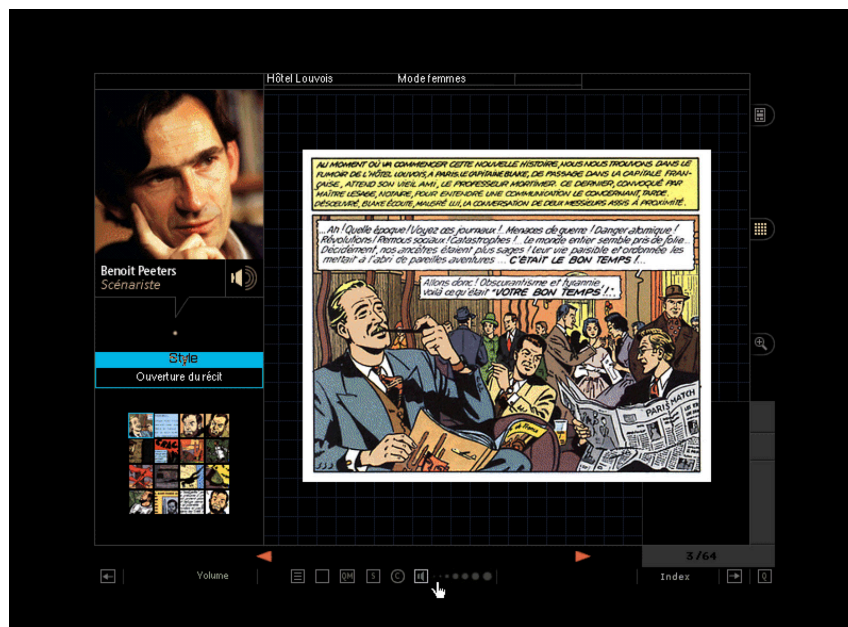 Hôtel Louvois
Mode femmes
Benoit Peeters
Scénariste
Style
Ouverture du récit
AU MOMENT OÙ VA COMMENCER CETTE NOUVELLE HISTOIRE, NOUS NOUS TROUVONS DANS LE
FUMOIR DE L'HÔTEL LOUVOIS, A PARIS. LE CAPITAINE BLAKE, DE PASSAGE DANS LA CAPITALE FRAN-
ÇAISE, ATTEND SON VIEIL AMI, LE PROFESSEUR MORTIMER. CE DERNIER, CONVOQUÉ PAR
MAÎTRE LESAGE, NOTAIRE, POUR ENTENDRE UNE COMMUNICATION LE CONCERNANT, TARDE.
DÉSŒUVRÉ, BLAKE ÉCOUTE, MALGRÉ LUI, LA CONVERSATION DE DEUX MESSIEURS ASSIS À PROXIMITÉ.
... Ah! Quelle époque! Voyez ces journaux!.. Menaces de guerre! Danger atomique!
Révolutions! Remous sociaux! Catastrophes!... Le monde entier semble pris de folie...
Décidément, nos ancêtres étaient plus sages! Leur vie paisible et ordonnée les
mettait à l'abri de pareilles aventures ... C'ÉTAIT LE BON TEMPS!...
Allons donc! Obscurantisme et tyrannie
voilà ce qu'était "VOTRE BON TEMPS"!..
PARIS MATCH
de France
3/64
Volume
QM
S
C
Index
Q